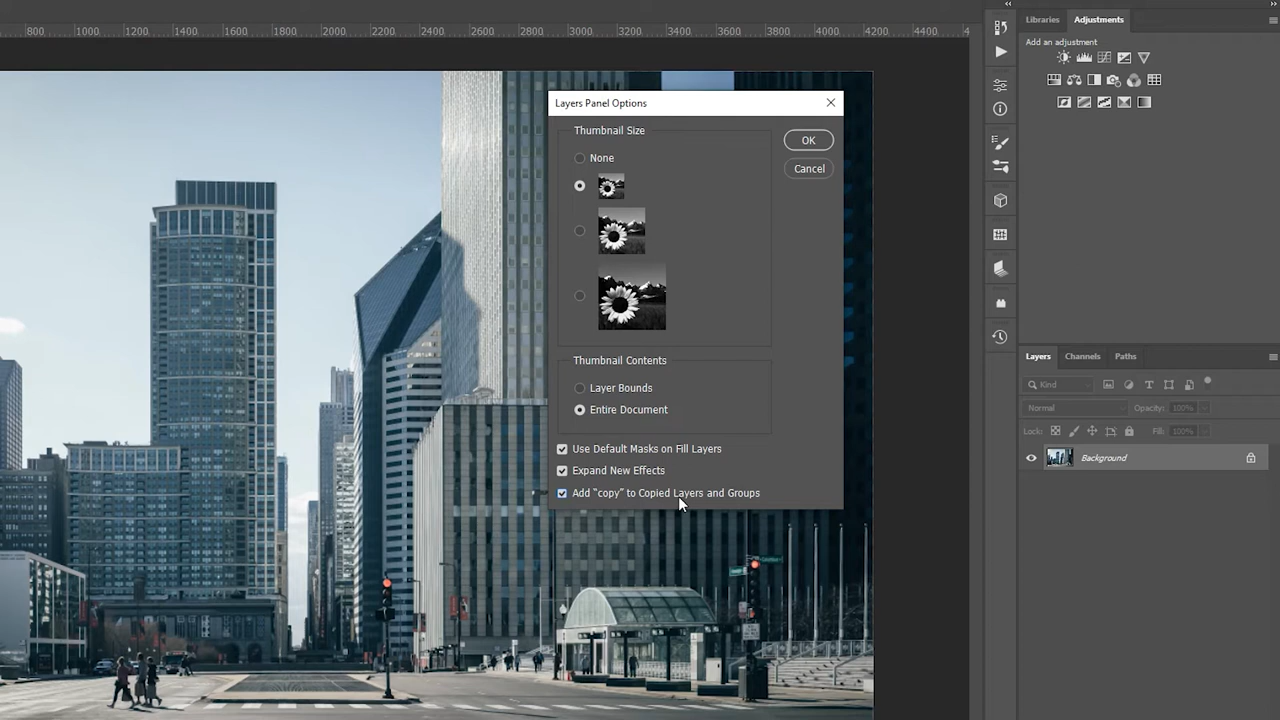 800 1000 1200 1400 1600 1800 2000 2200 2400 2600 2800 3000 3200 3400 3600 3800 4000 4200 4400 4
Libraries Adjustments
Add an adjustment
Layers Panel Options
Thumbnail Size
OK
None
Cancel
Thumbnail Contents
Layer Bounds
Entire Document
Use Default Masks on Fill Layers
Expand New Effects
Add “copy” to Copied Layers and Groups
Layers Channels Paths
Kind
Normal Opacity: 100%
Lock: Fill: 100%
Background